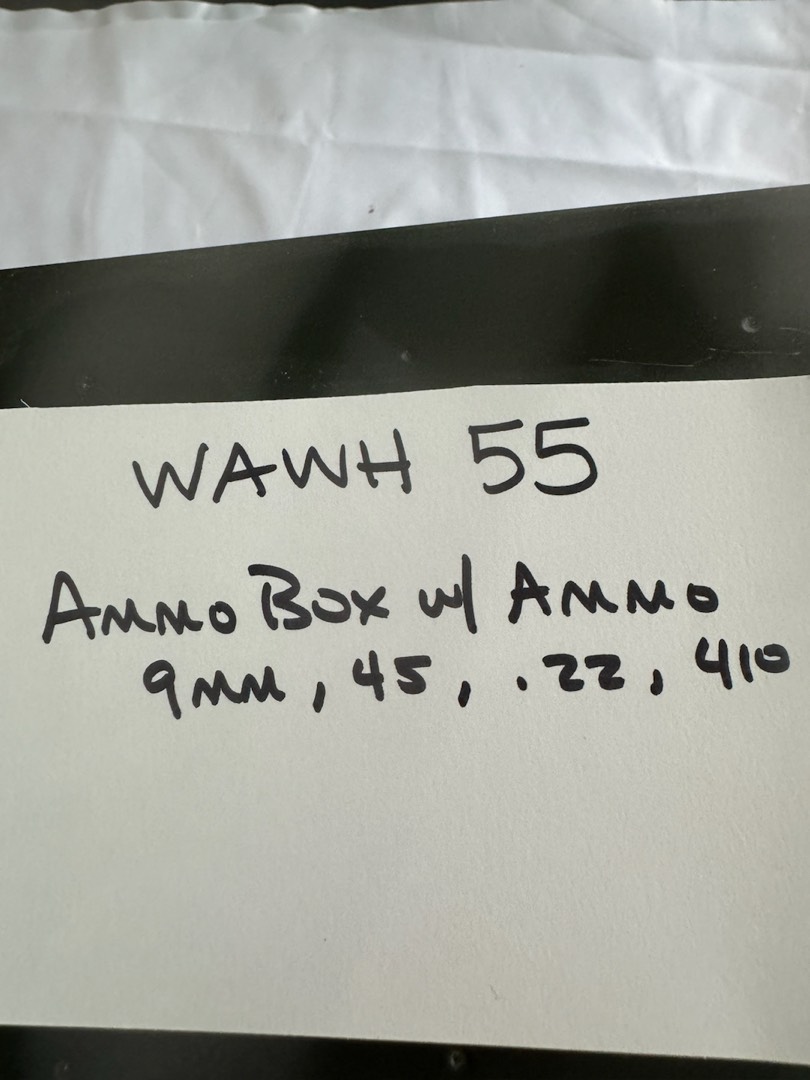 WAWH 55
AMMO BOX w/ AMMO
9MM, 45, .22, 410